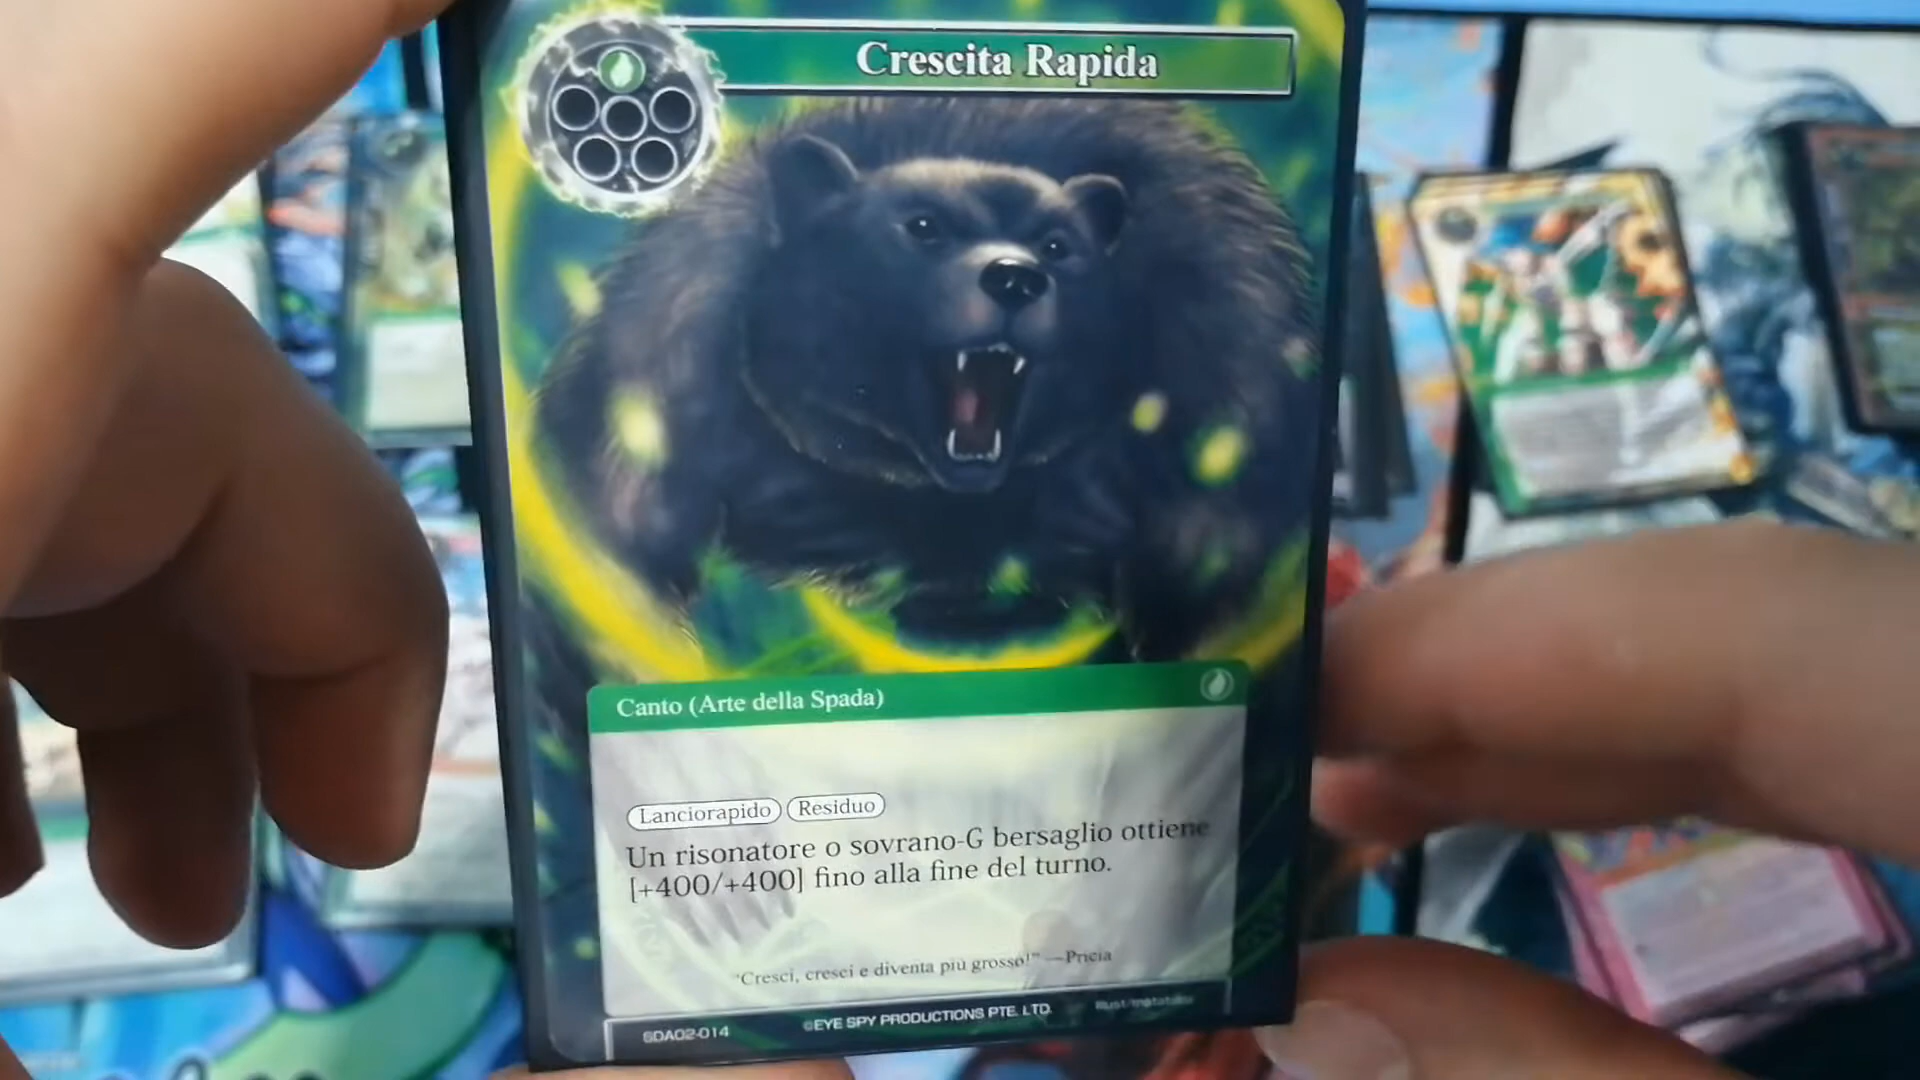 Crescita Rapida
Canto (Arte della Spada)
Lanciorapido Residuo
Un risonatore o sovrano-G bersaglio ottiene
[+400/+400] fino alla fine del turno.
"Cresci, cresci e diventa più grosso!" —Pricia
SDAO2-014 ©EYE SPY PRODUCTIONS PTE. LTD.